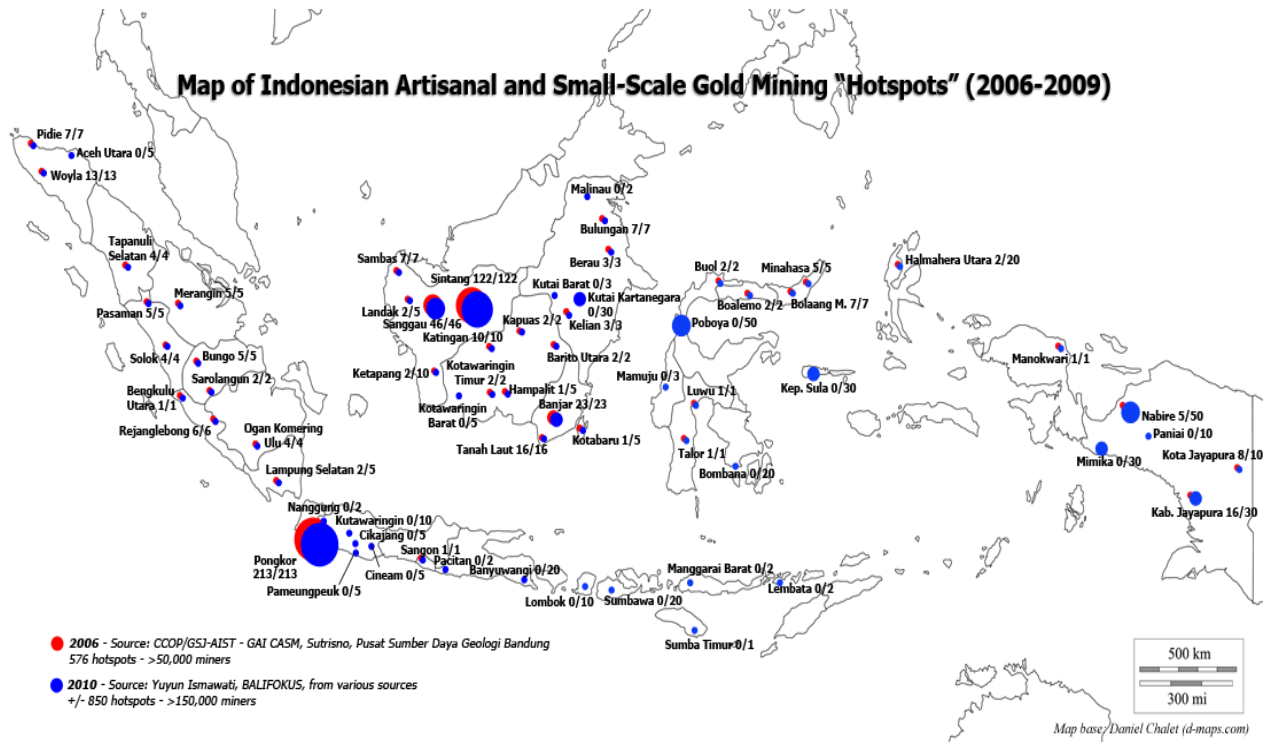 Map of Indonesian Artisanal and Small-Scale Gold Mining “Hotspots” (2006-2009)
Pidie 7/7
Aceh Utara 0/5
Woyla 13/13
Tapanuli
Selatan 4/4
Merangin 5/5
Pasaman 5/5
Solok 4/4
Bungo 5/5
Sarolangun 2/2
Bengkulu
Utara 1/1
Rejanglebong 6/6
Ogan Komering
Ulu 4/4
Lampung Selatan 2/5
Malinau 0/2
Bulungan 7/7
Berau 3/3
Sambas 7/7
Sintang 122/122
Landak 2/5
Sanggau 46/46
Katingan 10/10
Kutai Barat 0/3
Kutai Kartanegara
0/30
Kapuas 2/2
Kelian 3/3
Barito Utara 2/2
Ketapang 2/10
Kotawaringin
Timur 2/2
Hampalit 1/5
Kotawaringin
Barat 0/5
Banjar 23/23
Tanah Laut 16/16
Kotabaru 1/5
Buol 2/2
Minahasa 5/5
Boalemo 2/2
Bolaang M. 7/7
Poboya 0/50
Mamuju 0/3
Luwu 1/1
Talor 1/1
Bombana 0/20
Halmahera Utara 2/20
Kep. Sula 0/30
Manokwari 1/1
Nabire 5/50
Paniai 0/10
Mimika 0/30
Kota Jayapura 8/10
Kab. Jayapura 16/30
Nanggung 0/2
Kutawaringin 0/10
Cikajang 0/5
Pongkor
213/213
Cineam 0/5
Pameungpeuk 0/5
Sangon 1/1
Pacitan 0/2
Banyuwangi 0/20
Lombok 0/10
Sumbawa 0/20
Manggarai Barat 0/2
Lembata 0/2
Sumba Timur 0/1
2006 - Source: CCOP/GSJ-AIST - GAI CASM, Sutrisno, Pusat Sumber Daya Geologi Bandung
576 hotspots - >50,000 miners
2010 - Source: Yuyun Ismawati, BALIFOKUS, from various sources
+/- 850 hotspots - >150,000 miners
500 km
300 mi
Map base: Daniel Chalet (d-maps.com)